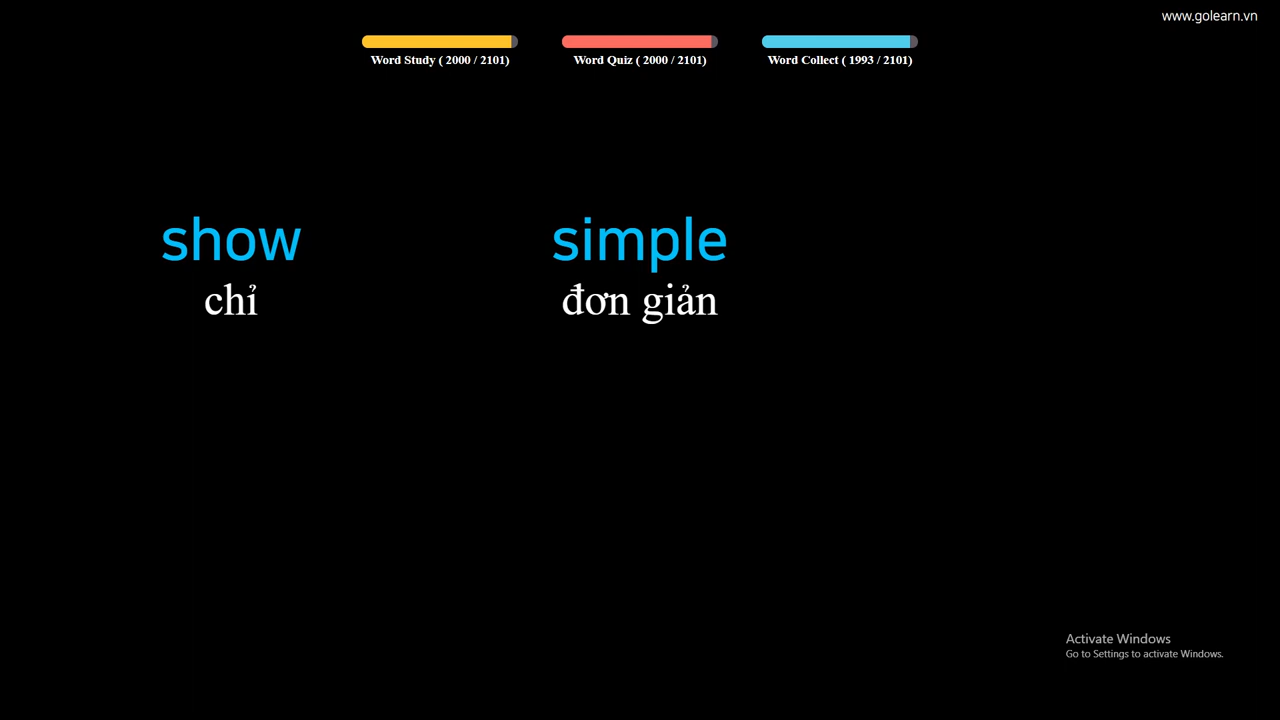 www.golearn.vn
Word Study ( 2000 / 2101)
Word Quiz ( 2000 / 2101)
Word Collect ( 1993 / 2101)
show
simple
chỉ
đơn giản
Activate Windows
Go to Settings to activate Windows.